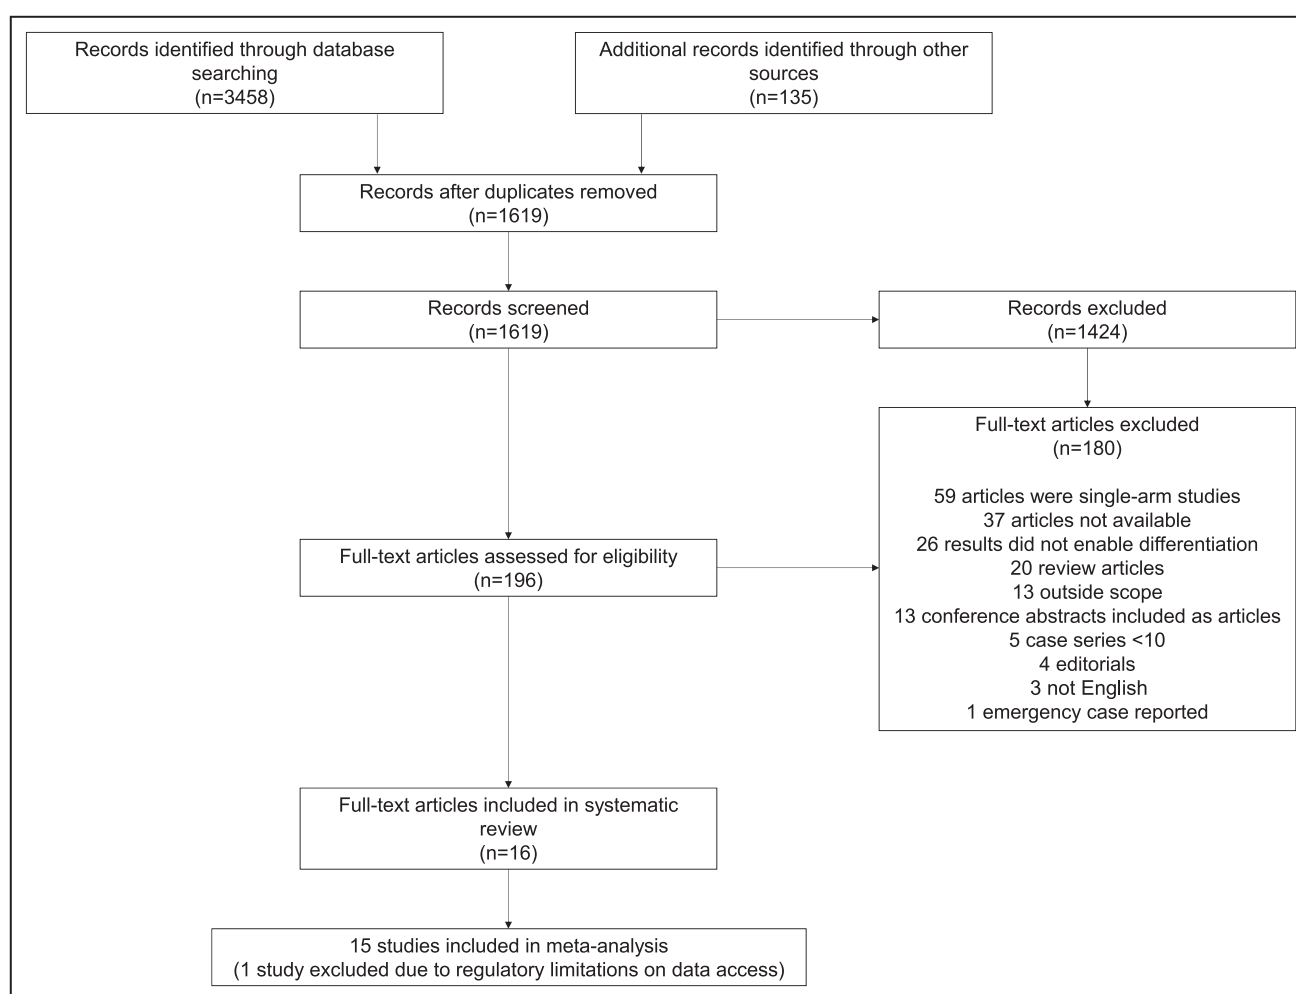 Records identified through database
searching
(n=3458)
Additional records identified through other
sources
(n=135)
Records after duplicates removed
(n=1619)
Records screened
(n=1619)
Records excluded
(n=1424)
Full-text articles excluded
(n=180)
59 articles were single-arm studies
37 articles not available
26 results did not enable differentiation
20 review articles
13 outside scope
13 conference abstracts included as articles
5 case series <10
4 editorials
3 not English
1 emergency case reported
Full-text articles assessed for eligibility
(n=196)
Full-text articles included in systematic
review
(n=16)
15 studies included in meta-analysis
(1 study excluded due to regulatory limitations on data access)